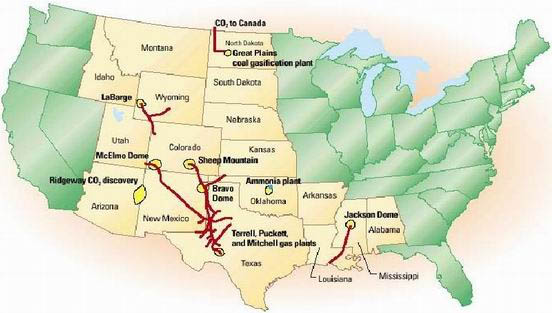 CO₂ to Canada
North Dakota
Great Plains
coal gasification plant
Montana
Idaho
South Dakota
LaBarge
Wyoming
Nebraska
Utah
Colorado
Kansas
McElmo Dome
Sheep Mountain
Ridgeway CO₂ discovery
Bravo
Dome
Ammonia plant
Oklahoma
Arkansas
Arizona
New Mexico
Jackson Dome
Alabama
Terrell, Puckett,
and Mitchell gas plants
Texas
Mississippi
Louisiana